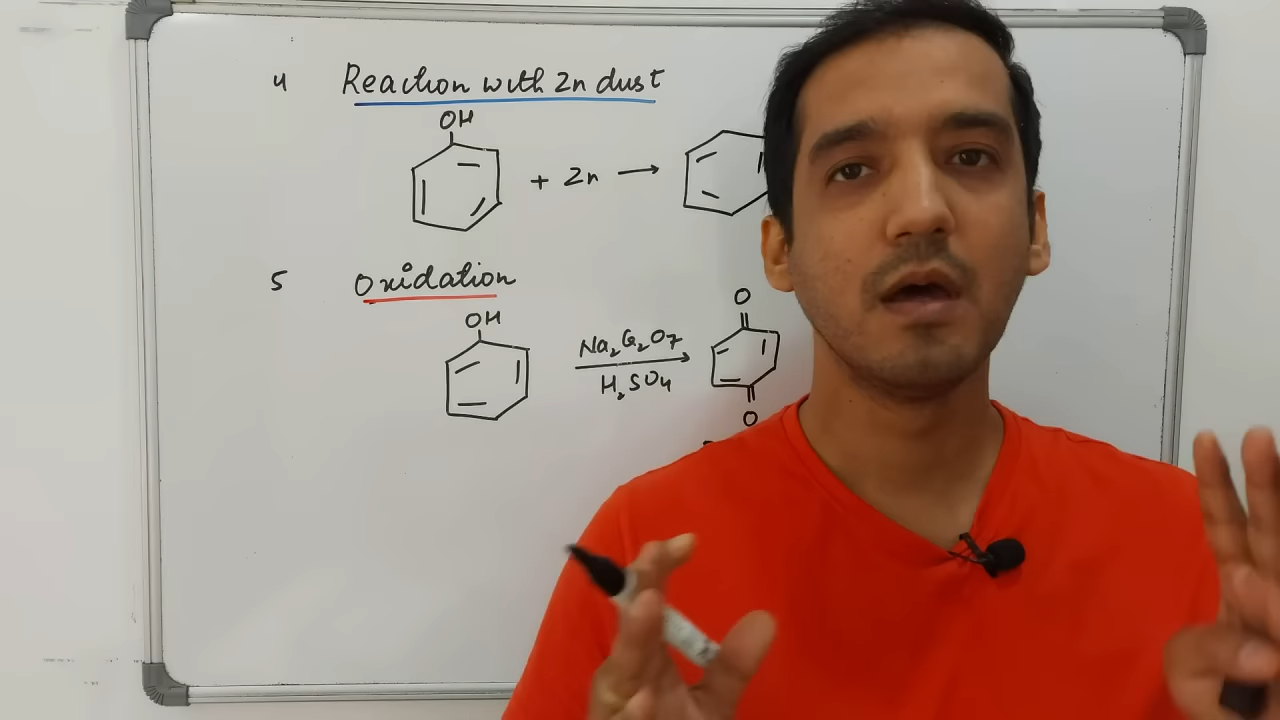 4 Reaction with Zn dust
OH
+ Zn →
5 Oxidation
OH
Na₂Cr₂O₇
H₂SO₄
O
O